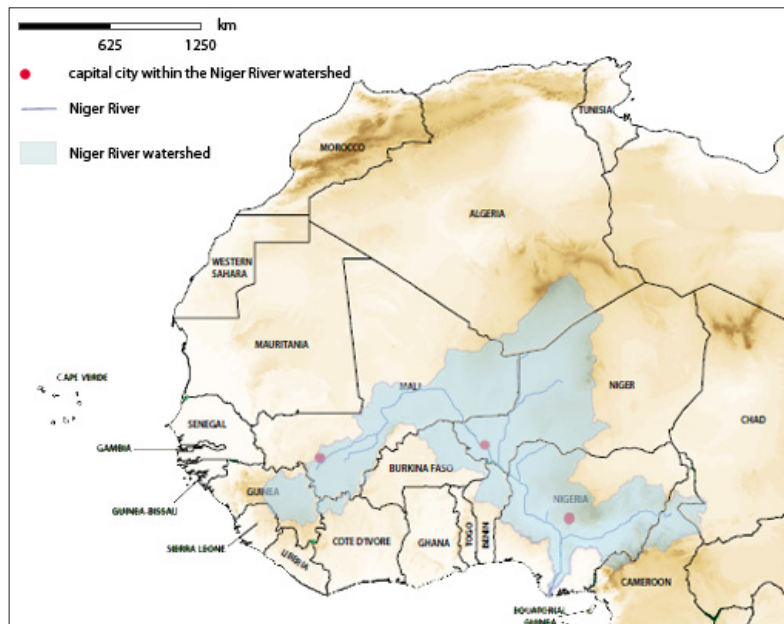 km
625 1250
capital city within the Niger River watershed
Niger River
Niger River watershed
TUNISIA
MOROCCO
ALGERIA
WESTERN
SAHARA
MAURITANIA
CAPE VERDE
MALI
NIGER
CHAD
SENEGAL
GAMBIA
BURKINA FASO
GUINEA
NIGERIA
GUINEA-BISSAU
SIERRA LEONE
LIBERIA
COTE D'IVORE
GHANA
TOGO
BENIN
CAMEROON
EQUATORIAL
GUINEA